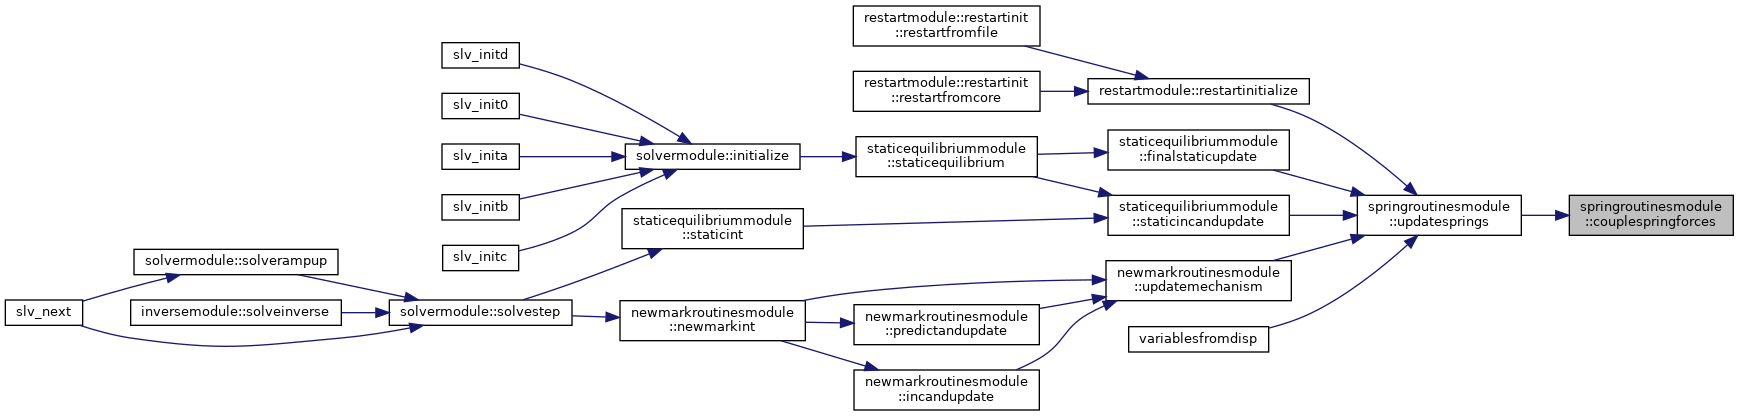 restartmodule::restartinit
::restartfromfile
slv_initd
restartmodule::restartinit
::restartfromcore
restartmodule::restartinitialize
slv_init0
staticequilibriummodule
::finalstaticupdate
staticequilibriummodule
::staticequilibrium
solvermodule::initialize
slv_inita
slv_initb
staticequilibriummodule
::staticint
staticequilibriummodule
::staticincandupdate
springroutinesmodule
::updatesprings
springroutinesmodule
::couplespringforces
slv_initc
solvermodule::solverampup
newmarkroutinesmodule
::updatemechanism
slv_next
inversemodule::solveinverse
solvermodule::solvestep
newmarkroutinesmodule
::newmarkint
newmarkroutinesmodule
::predictandupdate
variablesfromdisp
newmarkroutinesmodule
::incandupdate